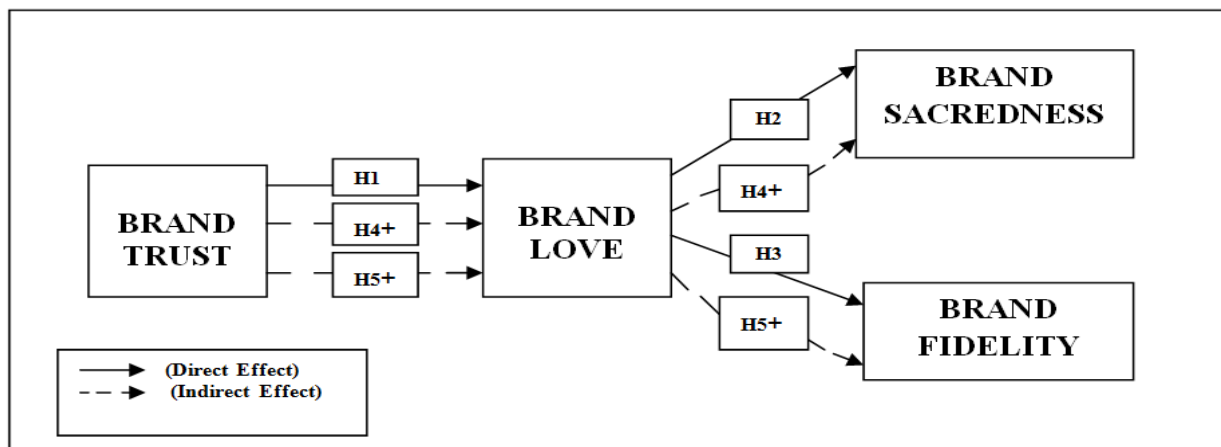 BRAND
TRUST
H1
H4+
H5+
BRAND
LOVE
H2
H4+
H3
H5+
BRAND
SACREDNESS
BRAND
FIDELITY
(Direct Effect)
(Indirect Effect)